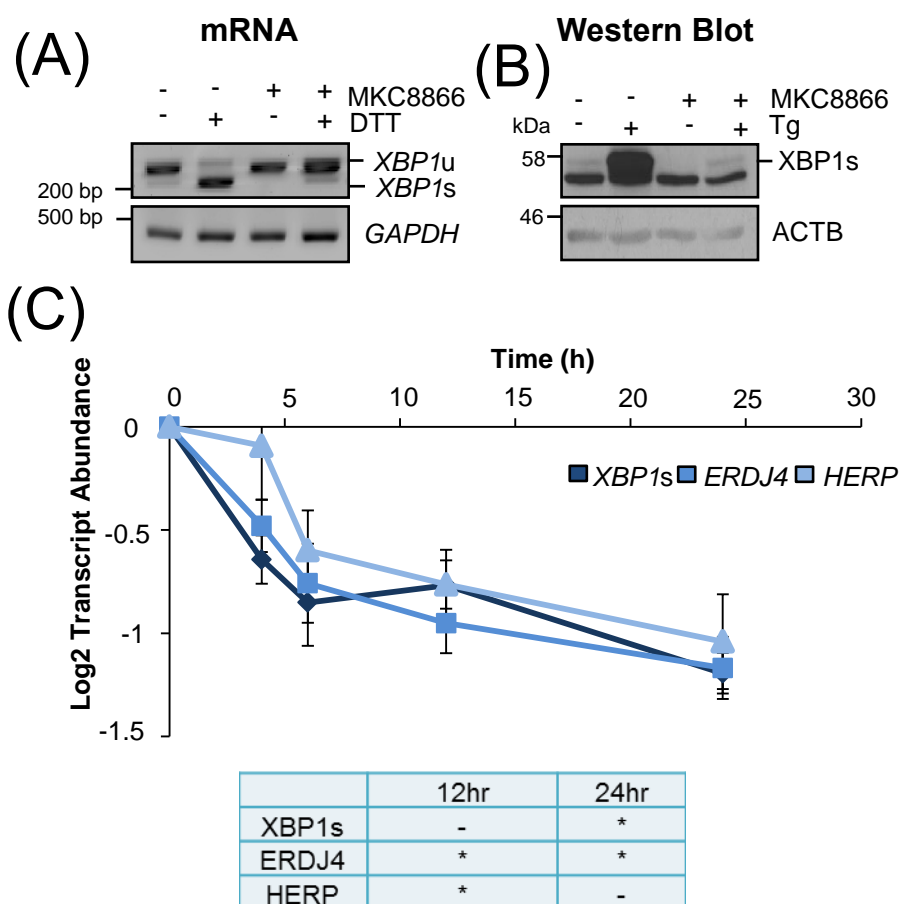 mRNA
Western Blot
(A)
(B)
- - + + MKC8866
- + - + DTT
XBP1u
XBP1s
200 bp
500 bp
GAPDH
- - + + MKC8866
- + - + Tg
kDa
58
XBP1s
46
ACTB
(C)
Time (h)
0 5 10 15 20 25 30
Log2 Transcript Abundance
0
-0.5
-1
-1.5
XBP1s ERDJ4 HERP
12hr 24hr
XBP1s - *
ERDJ4 * *
HERP * -